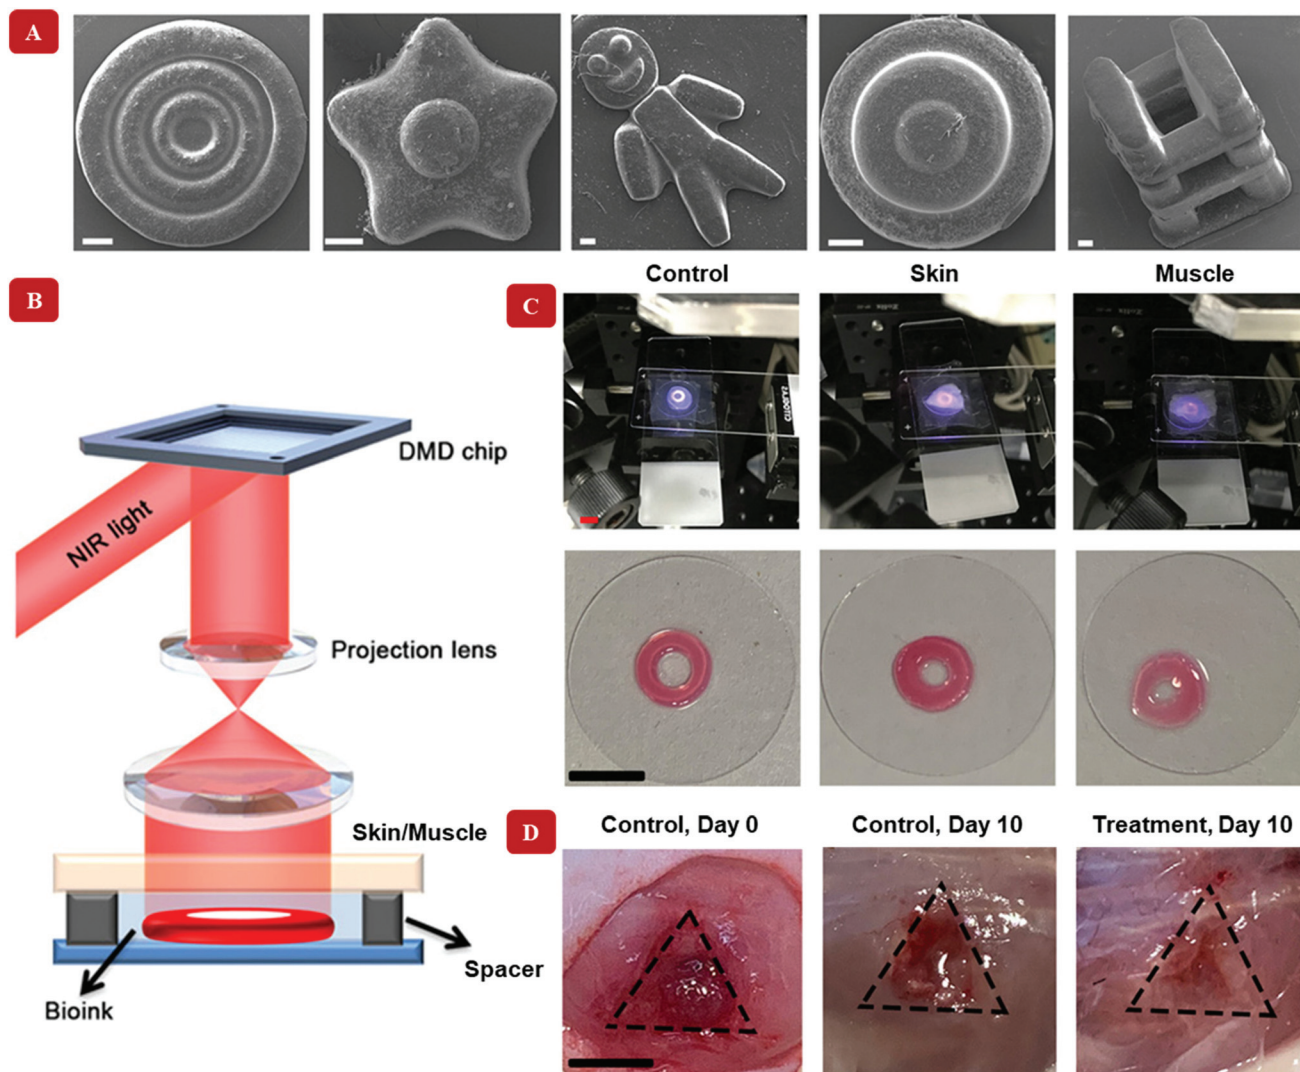 A
B
Control
Skin
Muscle
C
DMD chip
NIR light
Projection lens
Skin/Muscle
Spacer
Bioink
D
Control, Day 0
Control, Day 10
Treatment, Day 10